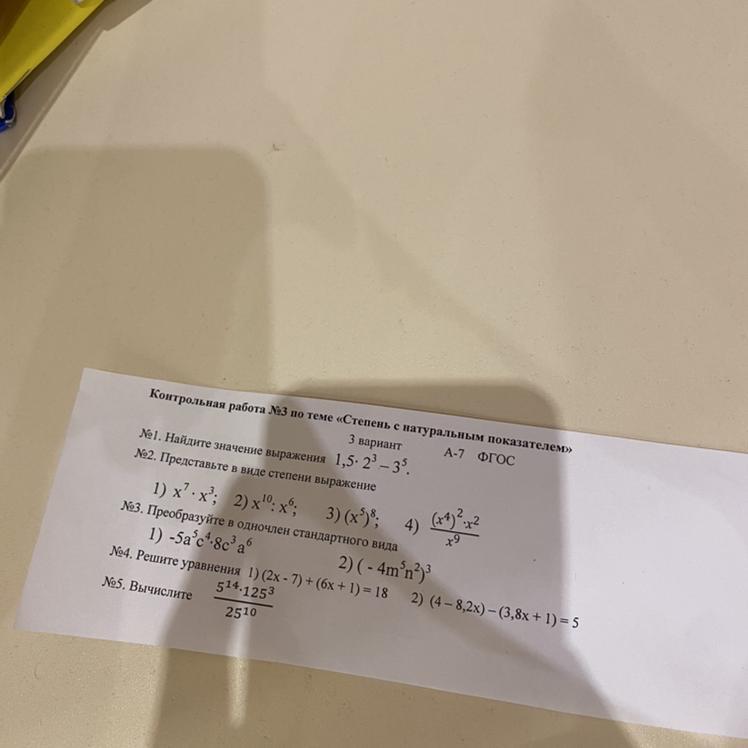 Контрольная работа №3 по теме «Степень с натуральным показателем»
3 вариант А-7 ФГОС
№1. Найдите значение выражения 1,5· 2³ – 3⁵.
№2. Представьте в виде степени выражение
1) x⁷ · x³; 2) x¹⁰: x⁶; 3) (x⁵)⁸; 4) (x⁴)²·x² / x⁹
№3. Преобразуйте в одночлен стандартного вида
1) -5a⁵c⁴·8c³a⁶ 2) ( - 4m⁵n²)³
№4. Решите уравнения 1) (2x - 7) + (6x + 1) = 18 2) (4 – 8,2x) – (3,8x + 1) = 5
№5. Вычислите 5¹⁴·125³ / 25¹⁰